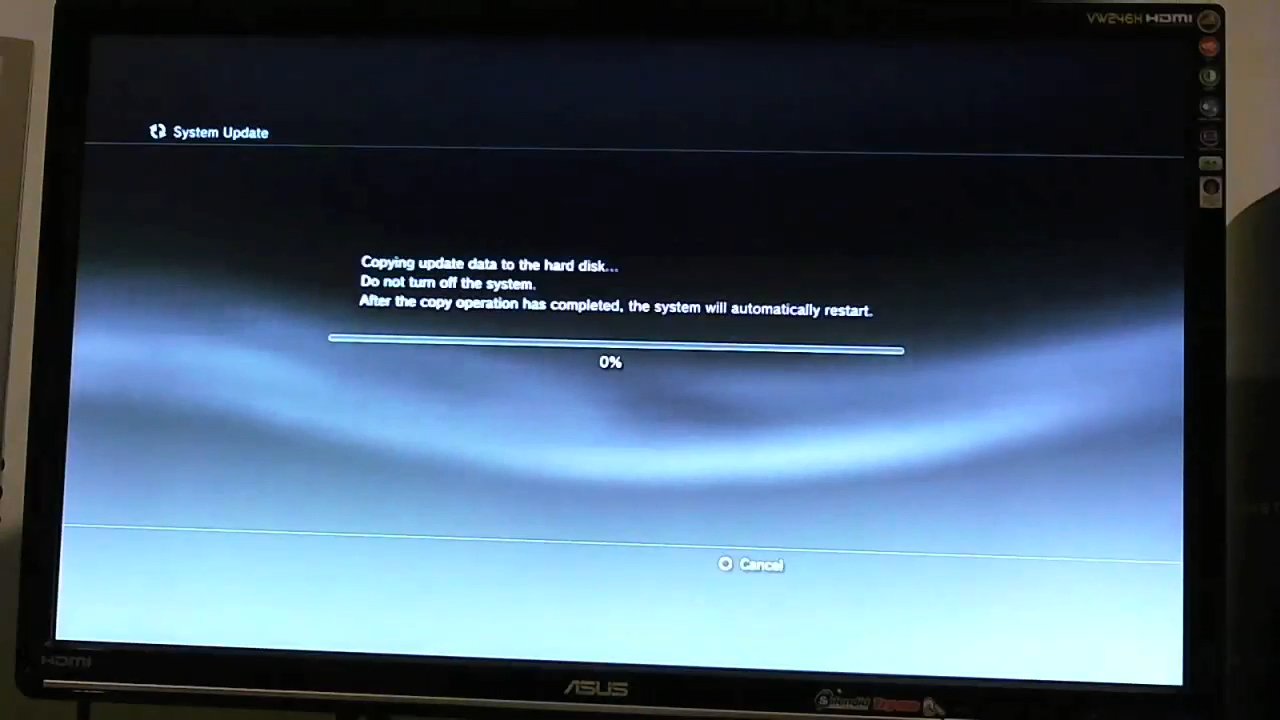 VW246H HDMI
System Update
Copying update data to the hard disk...
Do not turn off the system.
After the copy operation has completed, the system will automatically restart.
0%
Cancel
HDMI
ASUS